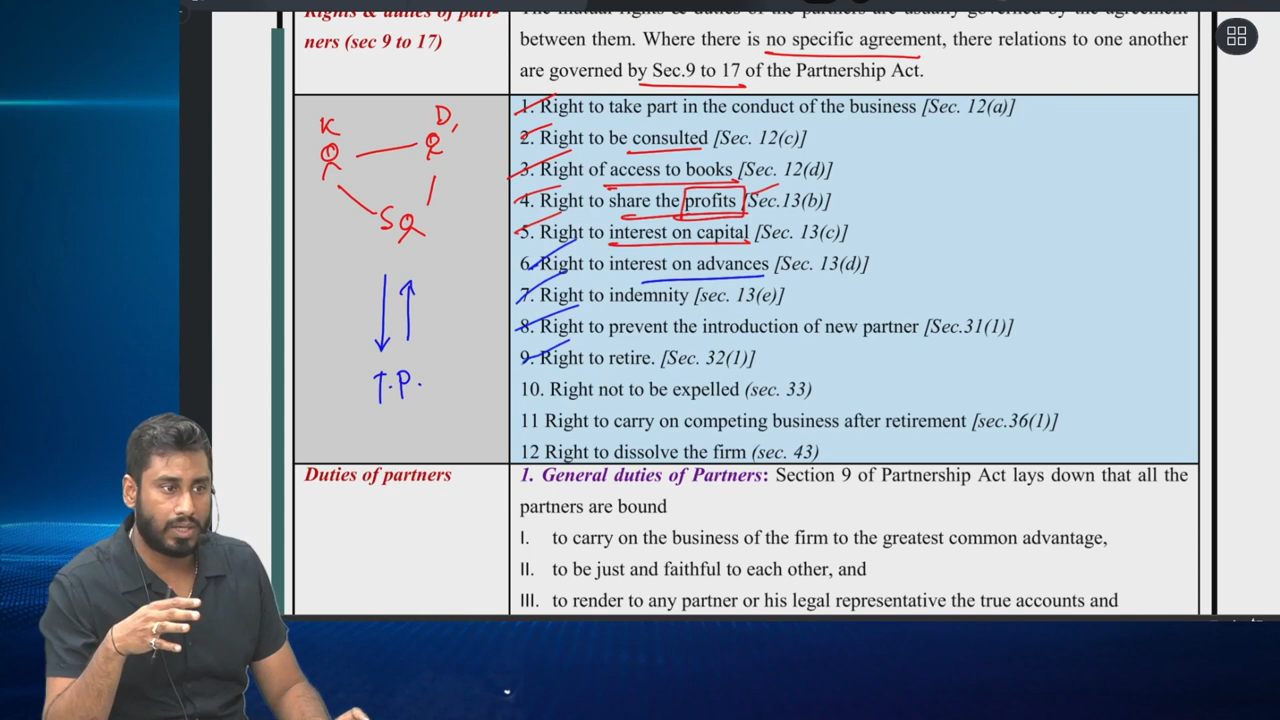 Rights & duties of part-
ners (sec 9 to 17)
The mutual rights & duties of the partners are usually governed by the agreement
between them. Where there is no specific agreement, there relations to one another
are governed by Sec.9 to 17 of the Partnership Act.
K
D,
S
T.P.
1. Right to take part in the conduct of the business [Sec. 12(a)]
2. Right to be consulted [Sec. 12(c)]
3. Right of access to books [Sec. 12(d)]
4. Right to share the profits [Sec.13(b)]
5. Right to interest on capital [Sec. 13(c)]
6. Right to interest on advances [Sec. 13(d)]
7. Right to indemnity [sec. 13(e)]
8. Right to prevent the introduction of new partner [Sec.31(1)]
9. Right to retire. [Sec. 32(1)]
10. Right not to be expelled (sec. 33)
11 Right to carry on competing business after retirement [sec.36(1)]
12 Right to dissolve the firm (sec. 43)
Duties of partners
1. General duties of Partners: Section 9 of Partnership Act lays down that all the
partners are bound
I. to carry on the business of the firm to the greatest common advantage,
II. to be just and faithful to each other, and
III. to render to any partner or his legal representative the true accounts and